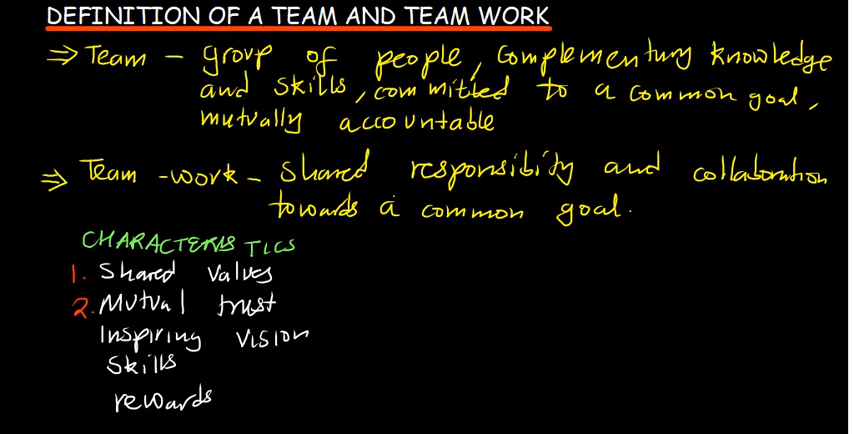 DEFINITION OF A TEAM AND TEAM WORK
⇒ Team – group of people, complementary knowledge
and skills, committed to a common goal,
mutually accountable
⇒ Team -work – shared responsibility and collaboration
towards a common goal.
CHARACTERISTICS
1. Shared values
2. Mutual trust
Inspiring vision
Skills
rewards